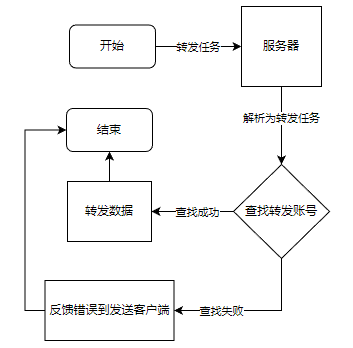 开始
转发任务
服务器
解析为转发任务
结束
转发数据
查找成功
查找转发账号
反馈错误到发送客户端
查找失败